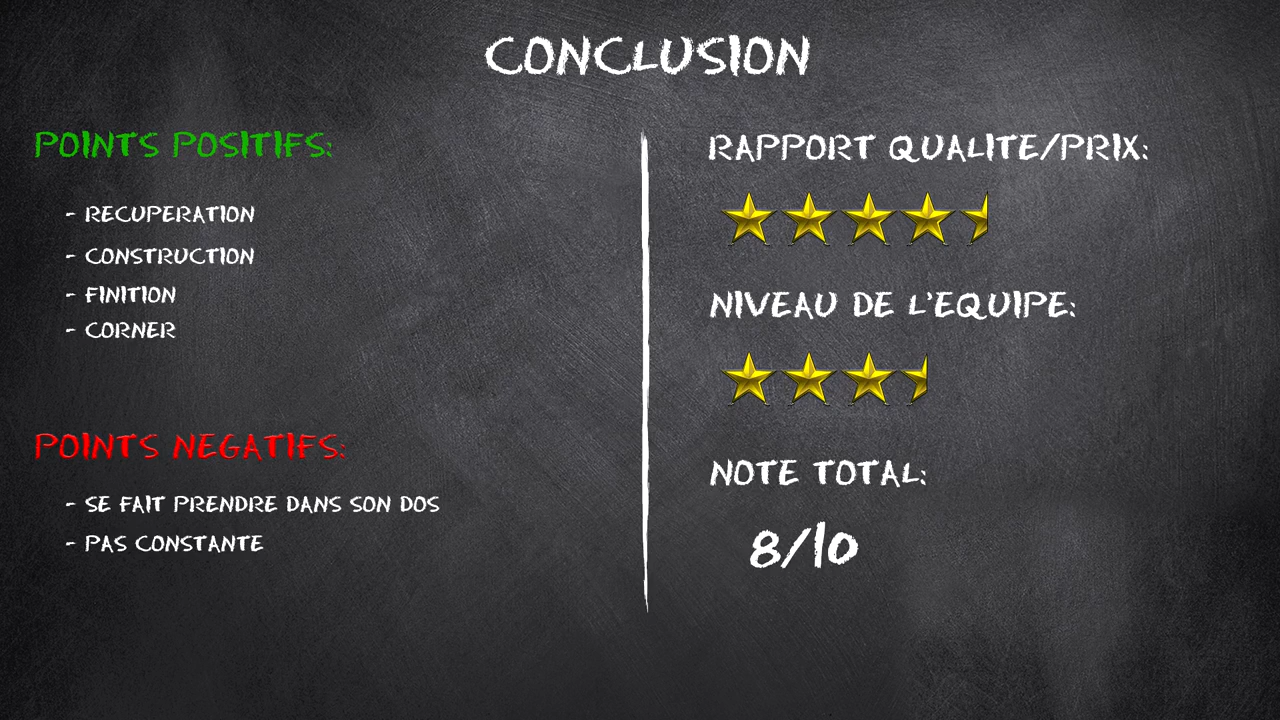 CONCLUSION
POINTS POSITIFS:
- RECUPERATION
- CONSTRUCTION
- FINITION
- CORNER
POINTS NEGATIFS:
- SE FAIT PRENDRE DANS SON DOS
- PAS CONSTANTE
RAPPORT QUALITE/PRIX:
NIVEAU DE L'EQUIPE:
NOTE TOTAL:
8/10